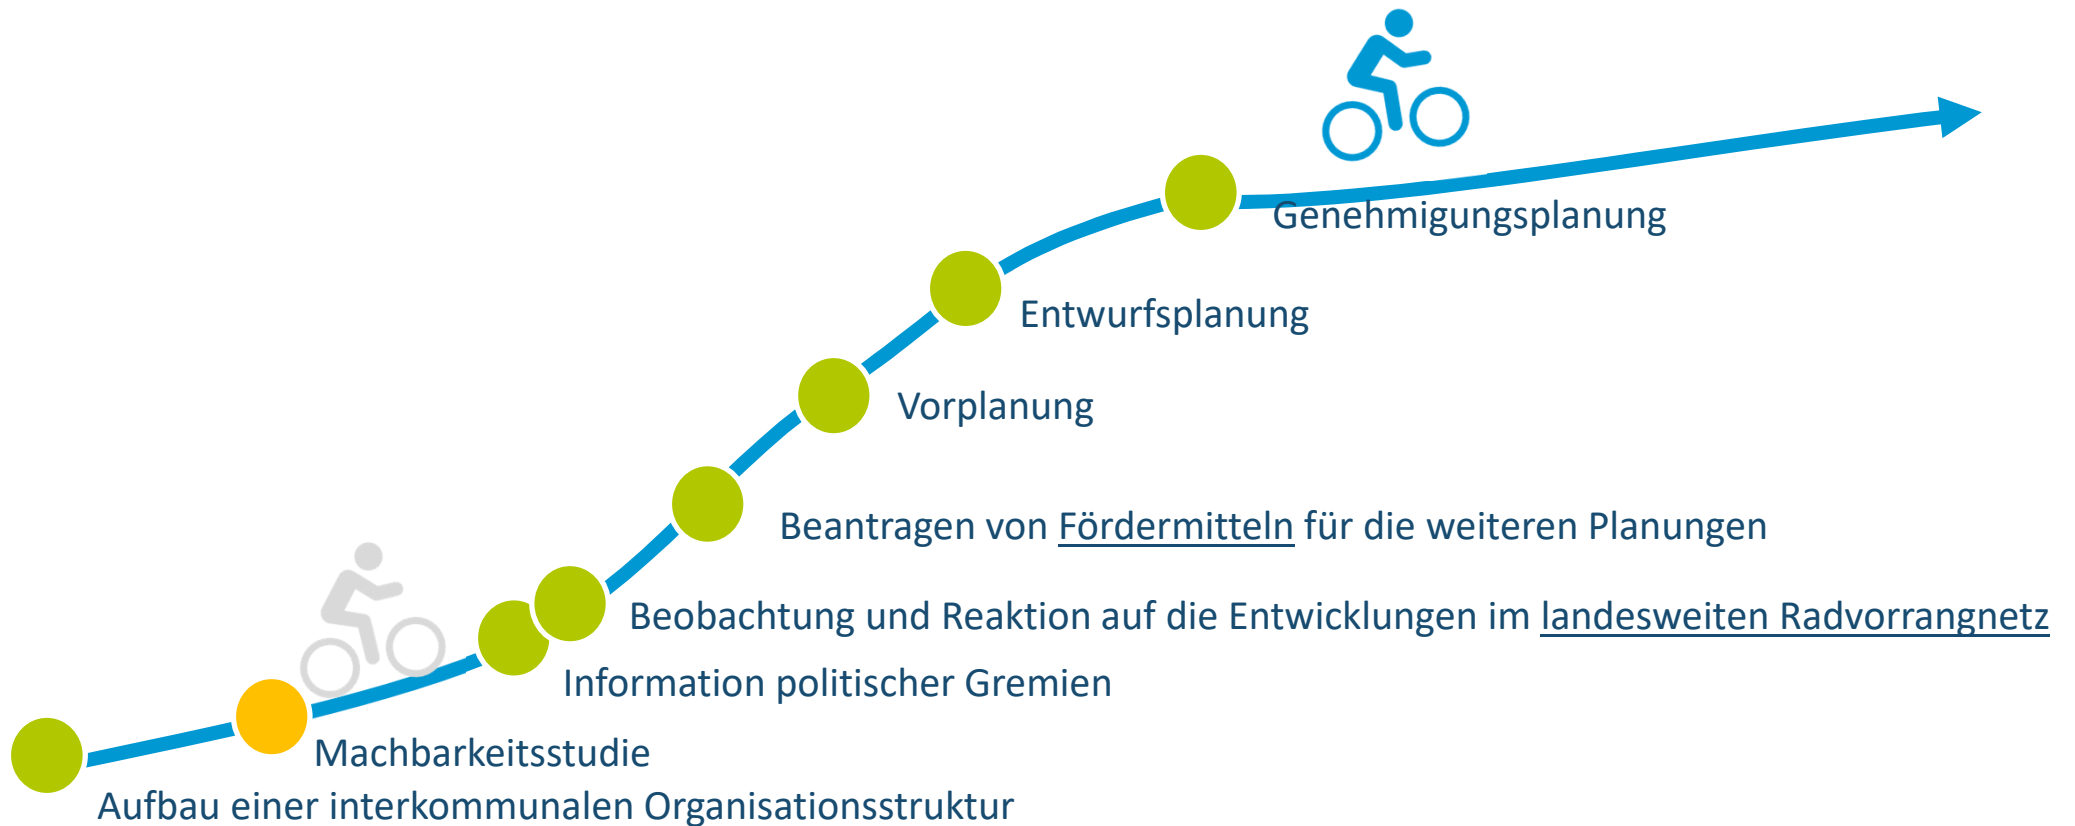 Genehmigungsplanung
Entwurfsplanung
Vorplanung
Beantragen von Fördermitteln für die weiteren Planungen
Beobachtung und Reaktion auf die Entwicklungen im landesweiten Radvorrangnetz
Information politischer Gremien
Machbarkeitsstudie
Aufbau einer interkommunalen Organisationsstruktur